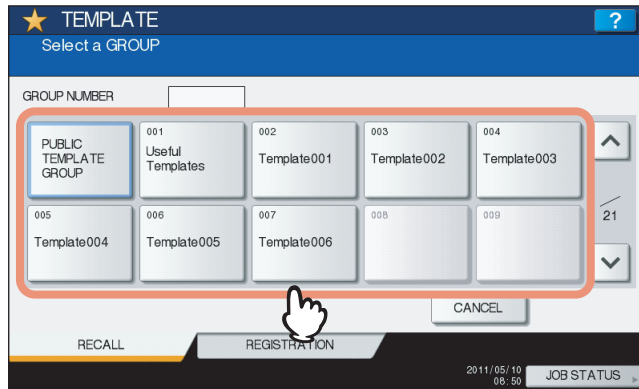 TEMPLATE
?
Select a GROUP
GROUP NUMBER
PUBLIC
TEMPLATE
GROUP
001
Useful
Templates
002
Template001
003
Template002
004
Template003
005
Template004
006
Template005
007
Template006
008
009
21
CANCEL
RECALL
REGISTRATION
2011/05/10
08:50
JOB STATUS